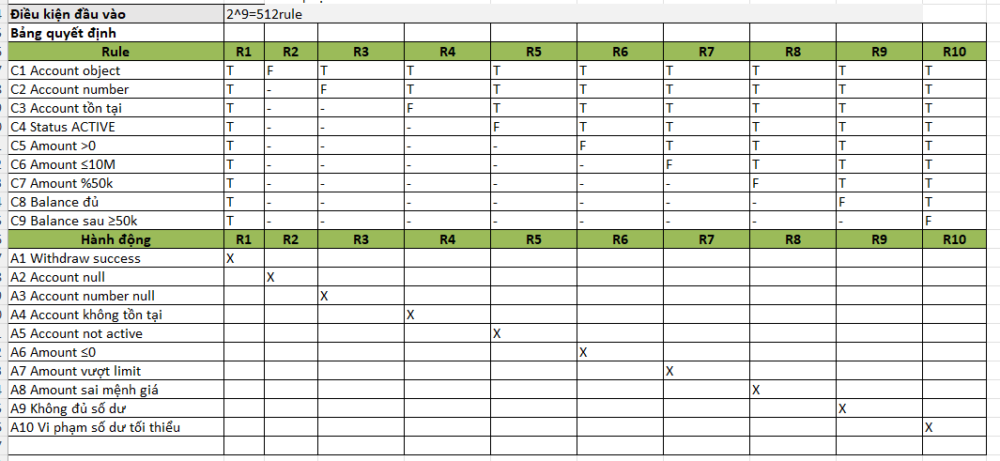 Điều kiện đầu vào 2^9=512rule
Bảng quyết định
Rule R1 R2 R3 R4 R5 R6 R7 R8 R9 R10
C1 Account object T F T T T T T T T T
C2 Account number T - F T T T T T T T
C3 Account tồn tại T - - F T T T T T T
C4 Status ACTIVE T - - - F T T T T T
C5 Amount >0 T - - - - F T T T T
C6 Amount ≤10M T - - - - - F T T T
C7 Amount %50k T - - - - - - F T T
C8 Balance đủ T - - - - - - - F T
C9 Balance sau ≥50k T - - - - - - - - F
Hành động R1 R2 R3 R4 R5 R6 R7 R8 R9 R10
A1 Withdraw success X
A2 Account null X
A3 Account number null X
A4 Account không tồn tại X
A5 Account not active X
A6 Amount ≤0 X
A7 Amount vượt limit X
A8 Amount sai mệnh giá X
A9 Không đủ số dư X
A10 Vi phạm số dư tối thiểu X